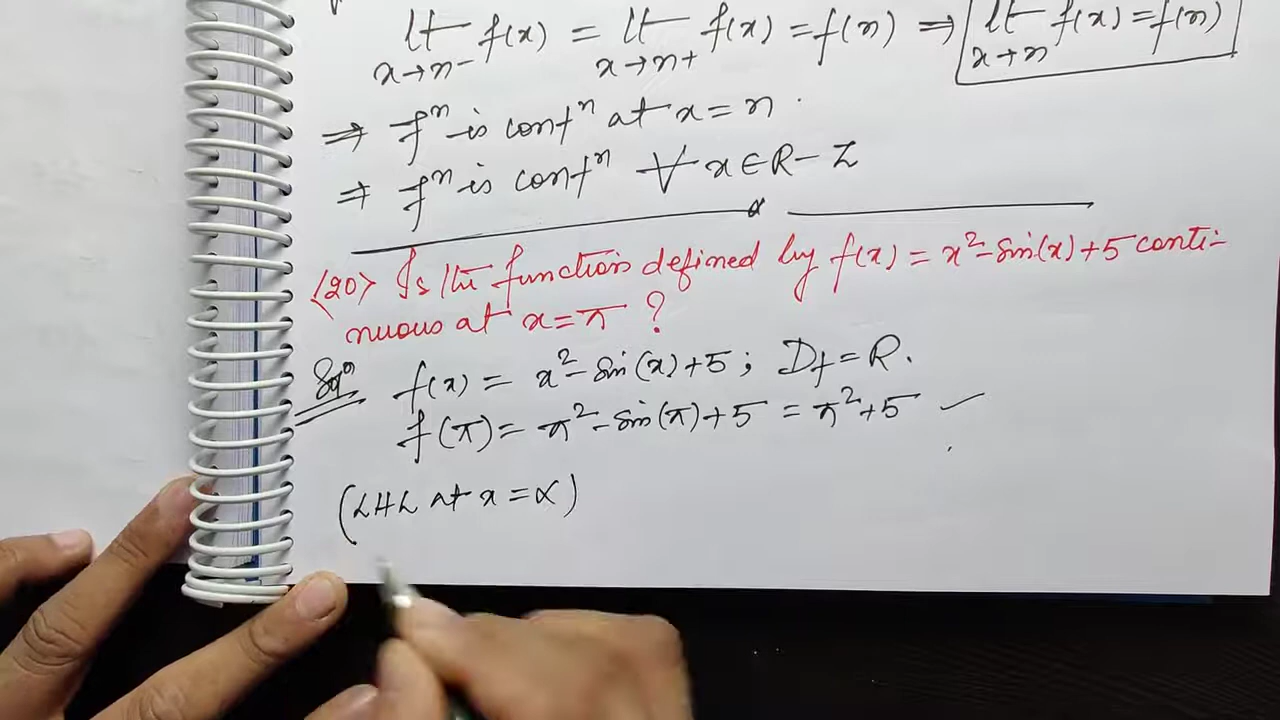 lt f(x) = lt f(x) = f(n) ⇒ lt f(x) = f(n)
x→n− x→n+ x→n
⇒ fⁿ is contⁿ at x = n .
⇒ fⁿ is contⁿ ∀ x ∈ R − Z
(20) Is the function defined by f(x) = x² − sin(x) + 5 conti-
nuous at x = π ?
Solⁿ f(x) = x² − sin(x) + 5 ; Df = R.
f(π) = π² − sin(π) + 5 = π² + 5 ✓
(LHL at x = α)